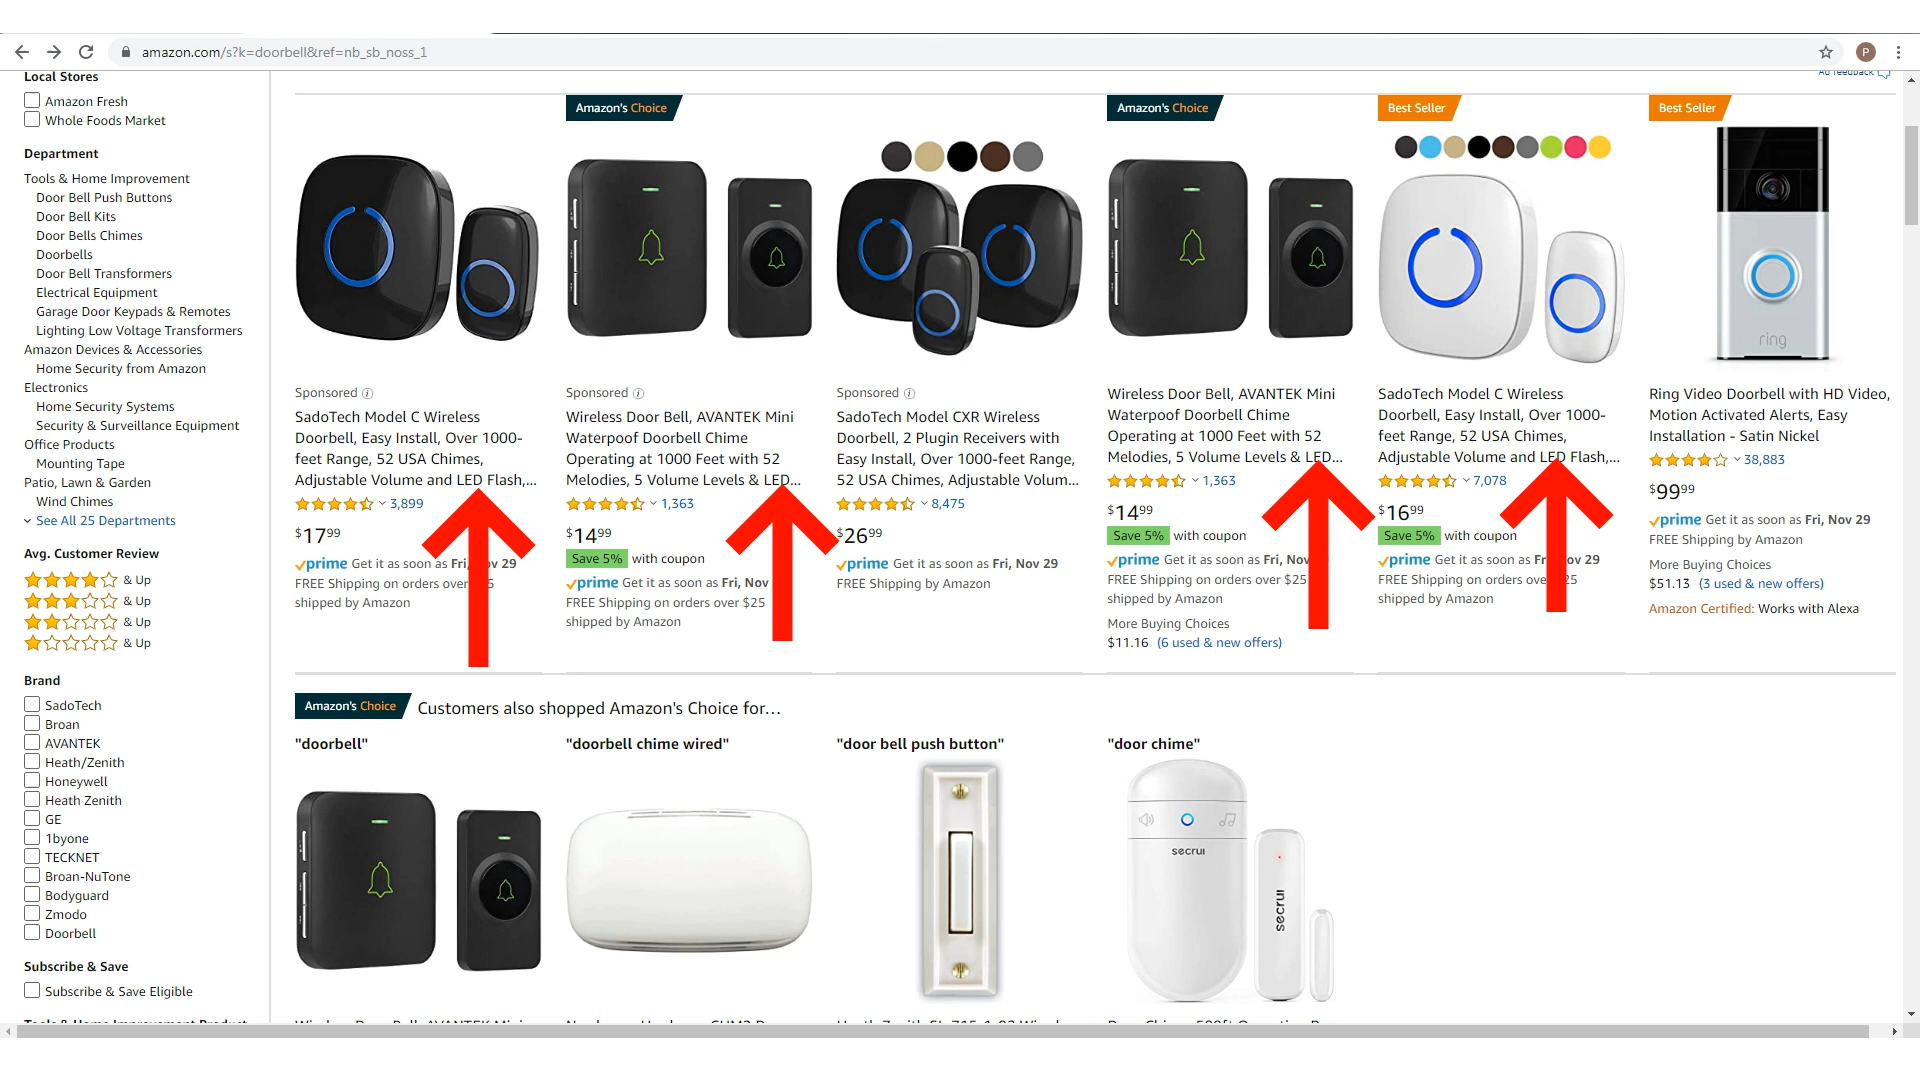 amazon.com/s?k=doorbell&ref=nb_sb_noss_1
P
Ad feedback
Local Stores
Amazon Fresh
Whole Foods Market
Department
Tools & Home Improvement
Door Bell Push Buttons
Door Bell Kits
Door Bells Chimes
Doorbells
Door Bell Transformers
Electrical Equipment
Garage Door Keypads & Remotes
Lighting Low Voltage Transformers
Amazon Devices & Accessories
Home Security from Amazon
Electronics
Home Security Systems
Security & Surveillance Equipment
Office Products
Mounting Tape
Patio, Lawn & Garden
Wind Chimes
See All 25 Departments
Avg. Customer Review
& Up
& Up
& Up
& Up
Brand
SadoTech
Broan
AVANTEK
Heath/Zenith
Honeywell
Heath Zenith
GE
1byone
TECKNET
Broan-NuTone
Bodyguard
Zmodo
Doorbell
Subscribe & Save
Subscribe & Save Eligible
Sponsored
SadoTech Model C Wireless
Doorbell, Easy Install, Over 1000-
feet Range, 52 USA Chimes,
Adjustable Volume and LED Flash,...
3,899
$1799
prime Get it as soon as Fri, Nov 29
FREE Shipping on orders over
shipped by Amazon
Amazon's Choice
Sponsored
Wireless Door Bell, AVANTEK Mini
Waterpoof Doorbell Chime
Operating at 1000 Feet with 52
Melodies, 5 Volume Levels & LED...
1,363
$1499
Save 5% with coupon
prime Get it as soon as Fri, Nov
FREE Shipping on orders over $25
shipped by Amazon
Sponsored
SadoTech Model CXR Wireless
Doorbell, 2 Plugin Receivers with
Easy Install, Over 1000-feet Range,
52 USA Chimes, Adjustable Volum...
8,475
$2699
prime Get it as soon as Fri, Nov 29
FREE Shipping by Amazon
Amazon's Choice
Wireless Door Bell, AVANTEK Mini
Waterpoof Doorbell Chime
Operating at 1000 Feet with 52
Melodies, 5 Volume Levels & LED...
1,363
$1499
Save 5% with coupon
prime Get it as soon as Fri, Nov
FREE Shipping on orders over $25
shipped by Amazon
More Buying Choices
$11.16 (6 used & new offers)
Best Seller
SadoTech Model C Wireless
Doorbell, Easy Install, Over 1000-
feet Range, 52 USA Chimes,
Adjustable Volume and LED Flash,...
7,078
$1699
Save 5% with coupon
prime Get it as soon as Fri, Nov 29
FREE Shipping on orders over $25
shipped by Amazon
Best Seller
ring
Ring Video Doorbell with HD Video,
Motion Activated Alerts, Easy
Installation - Satin Nickel
38,883
$9999
prime Get it as soon as Fri, Nov 29
FREE Shipping by Amazon
More Buying Choices
$51.13 (3 used & new offers)
Amazon Certified: Works with Alexa
Amazon's Choice Customers also shopped Amazon's Choice for...
"doorbell"
"doorbell chime wired"
"door bell push button"
"door chime"
secrui
secrui